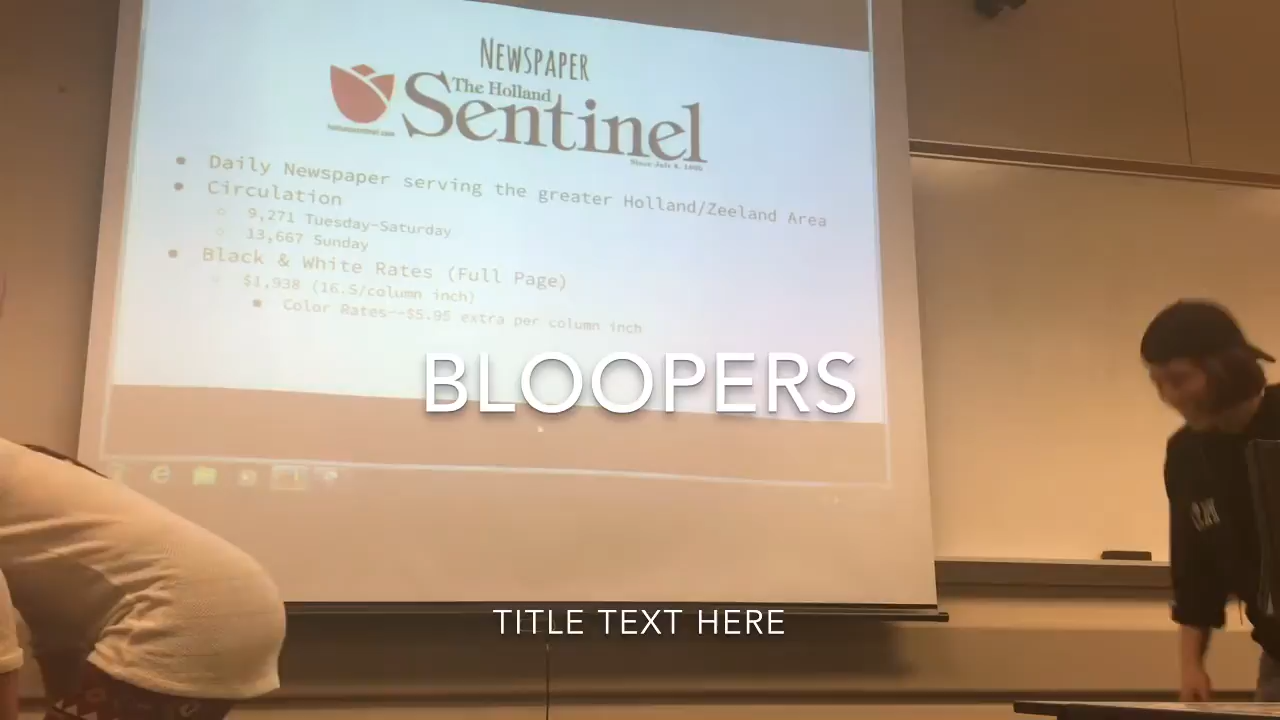 NEWSPAPER
The Holland
Sentinel
hollandsentinel.com
• Daily Newspaper serving the greater Holland/Zeeland Area
• Circulation
○ 9,271 Tuesday-Saturday
○ 13,667 Sunday
• Black & White Rates (Full Page)
○ $1,938 (16.5/column inch)
■ Color Rates--$5.95 extra per column inch
BLOOPERS
TITLE TEXT HERE